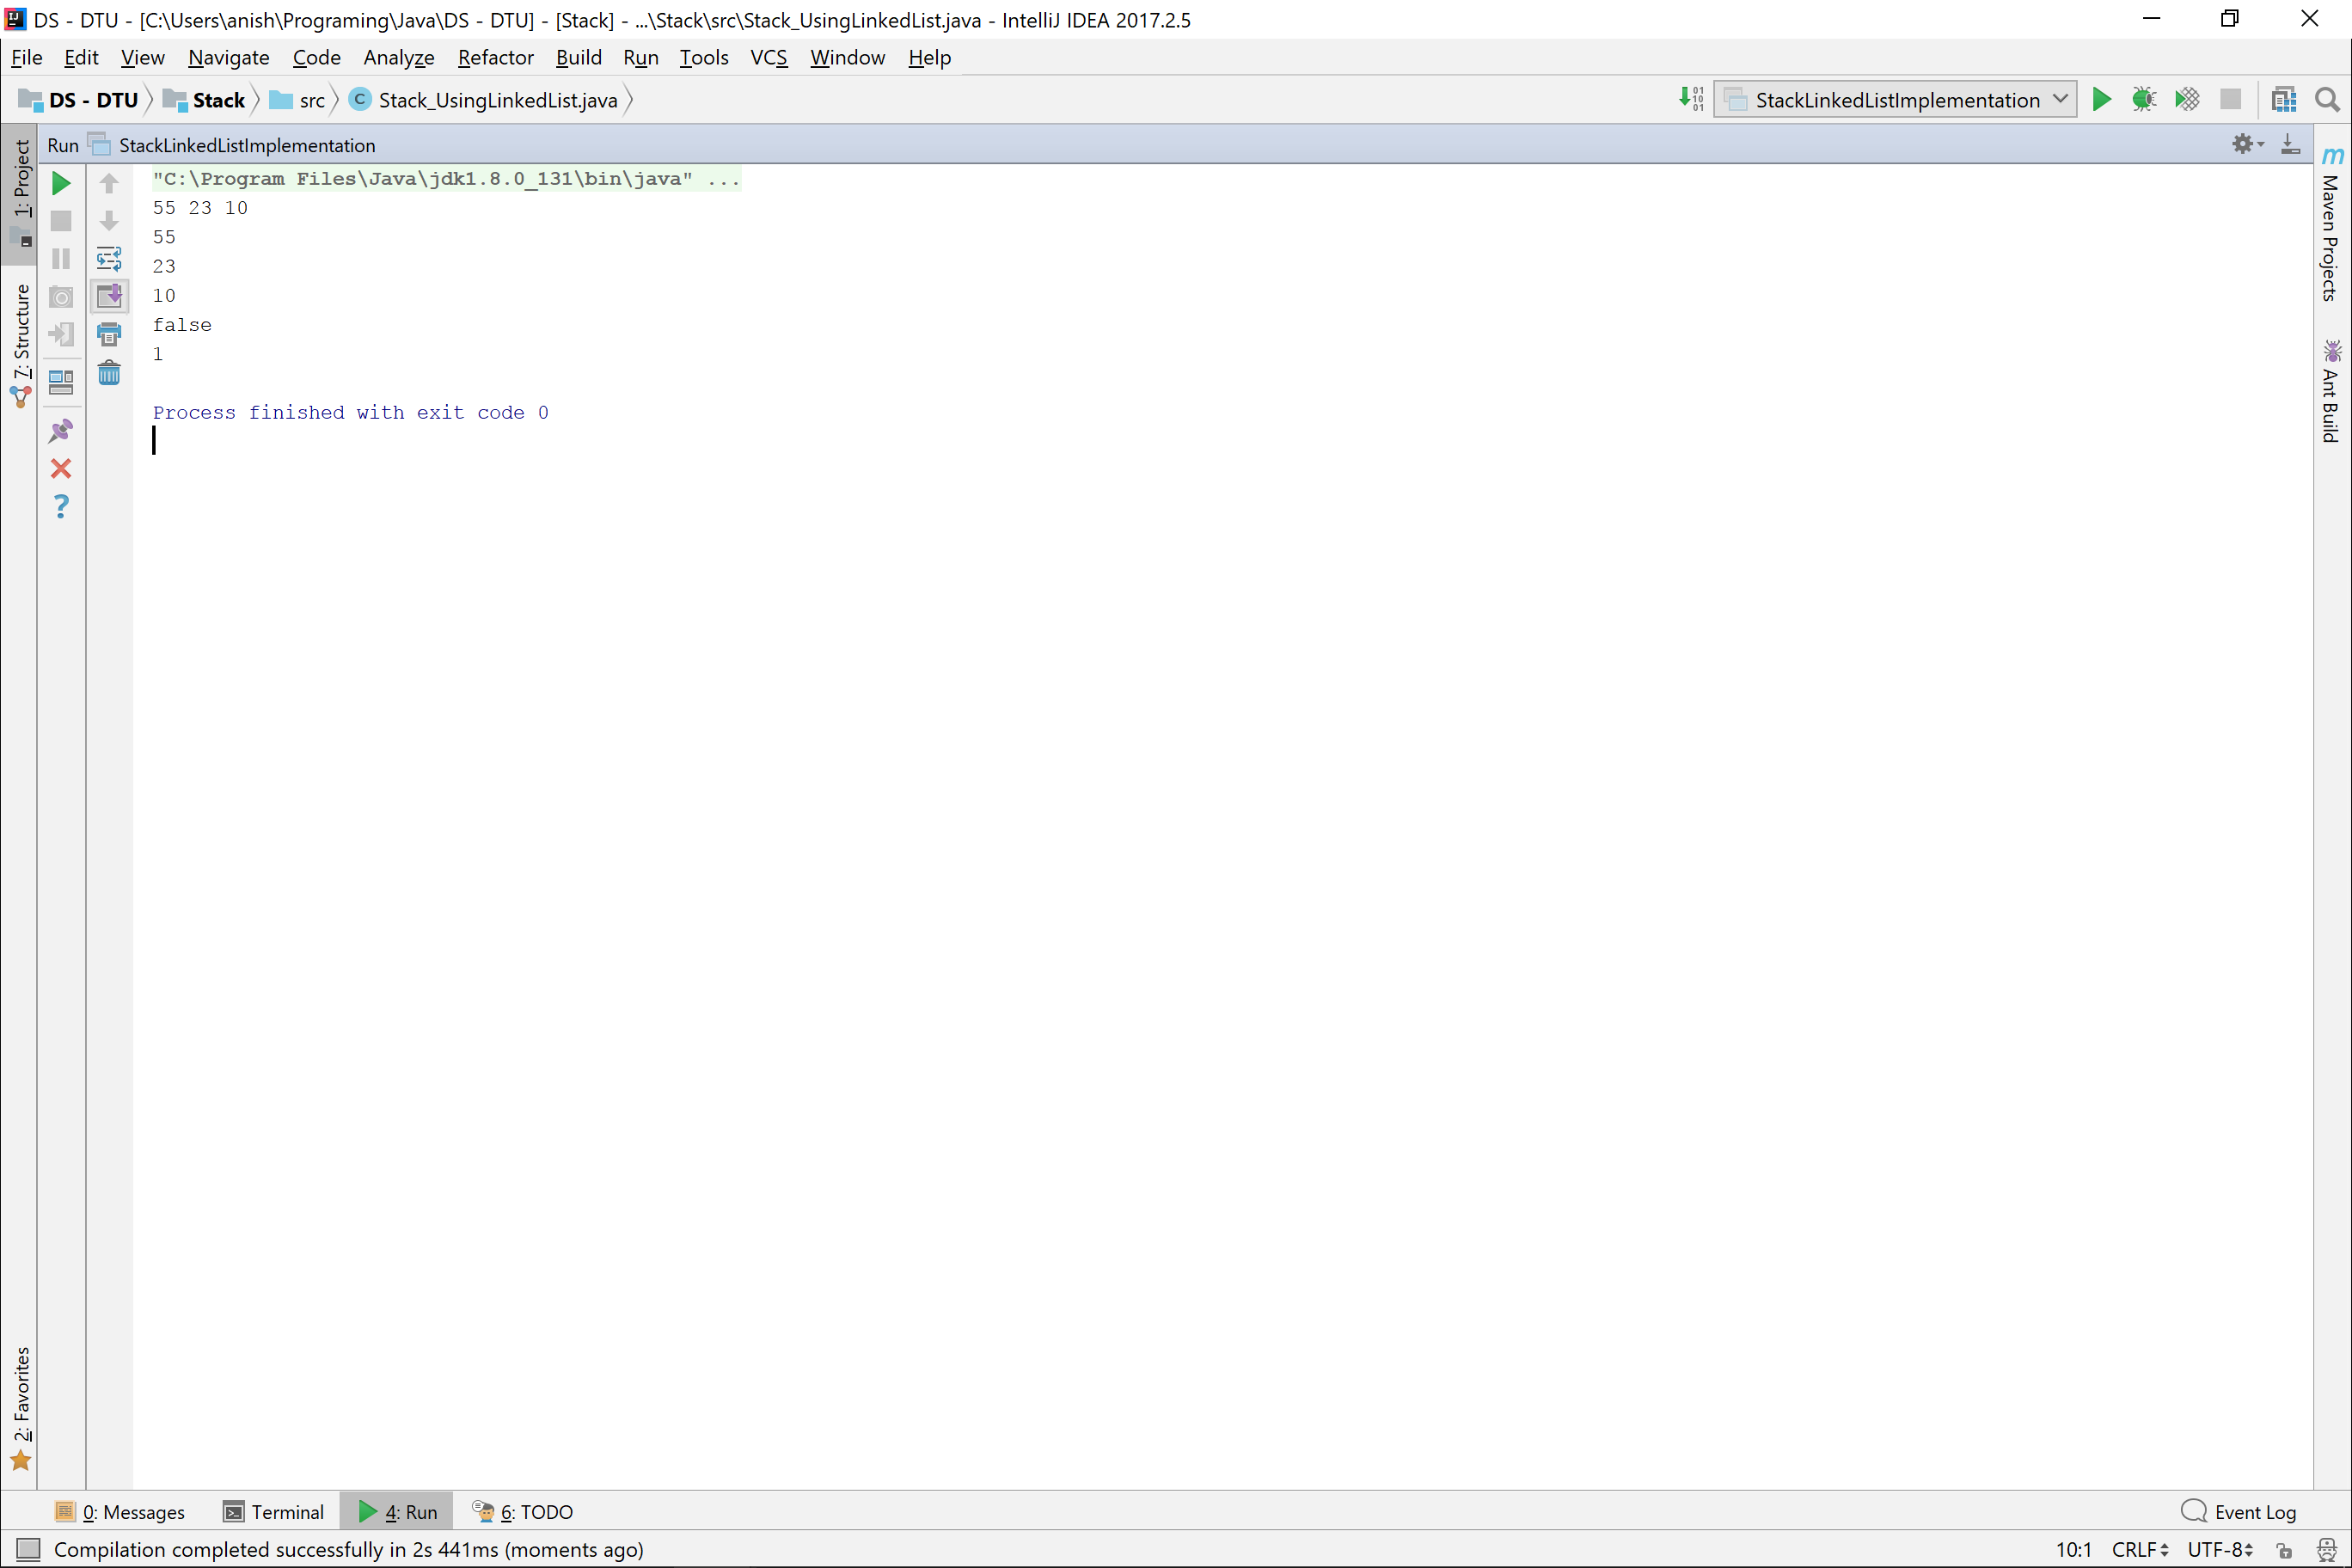 DS - DTU - [C:\Users\anish\Programing\Java\DS - DTU] - [Stack] - ...\Stack\src\Stack_UsingLinkedList.java - IntelliJ IDEA 2017.2.5
File Edit View Navigate Code Analyze Refactor Build Run Tools VCS Window Help
DS - DTU Stack src Stack_UsingLinkedList.java StackLinkedListImplementation
Run StackLinkedListImplementation
1: Project
7: Structure
2: Favorites
"C:\Program Files\Java\jdk1.8.0_131\bin\java" ...
55 23 10
55
23
10
false
1
Process finished with exit code 0
Maven Projects
Ant Build
0: Messages Terminal 4: Run 6: TODO Event Log
Compilation completed successfully in 2s 441ms (moments ago) 10:1 CRLF UTF-8